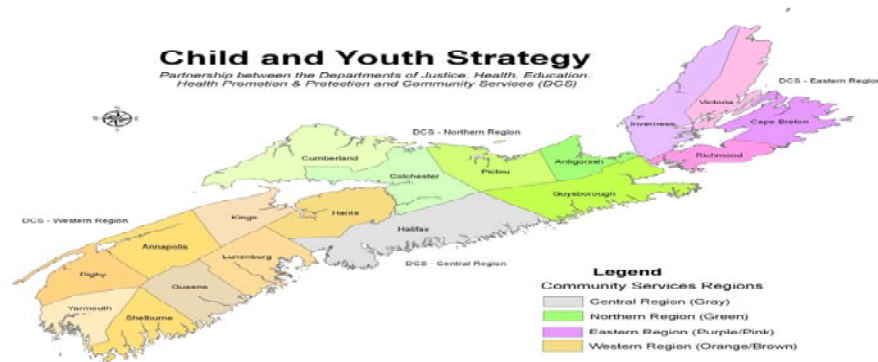 Child and Youth Strategy
Partnership between the Departments of Justice, Health, Education,
Health Promotion & Protection and Community Services (DCS)
DCS - Eastern Region
Victoria
Inverness
Cape Breton
Richmond
DCS - Northern Region
Cumberland
Colchester
Pictou
Antigonish
Guysborough
DCS - Western Region
Kings
Hants
Annapolis
Halifax
Lunenburg
Digby
Queens
Yarmouth
Shelburne
DCS - Central Region
Legend
Community Services Regions
Central Region (Gray)
Northern Region (Green)
Eastern Region (Purple/Pink)
Western Region (Orange/Brown)